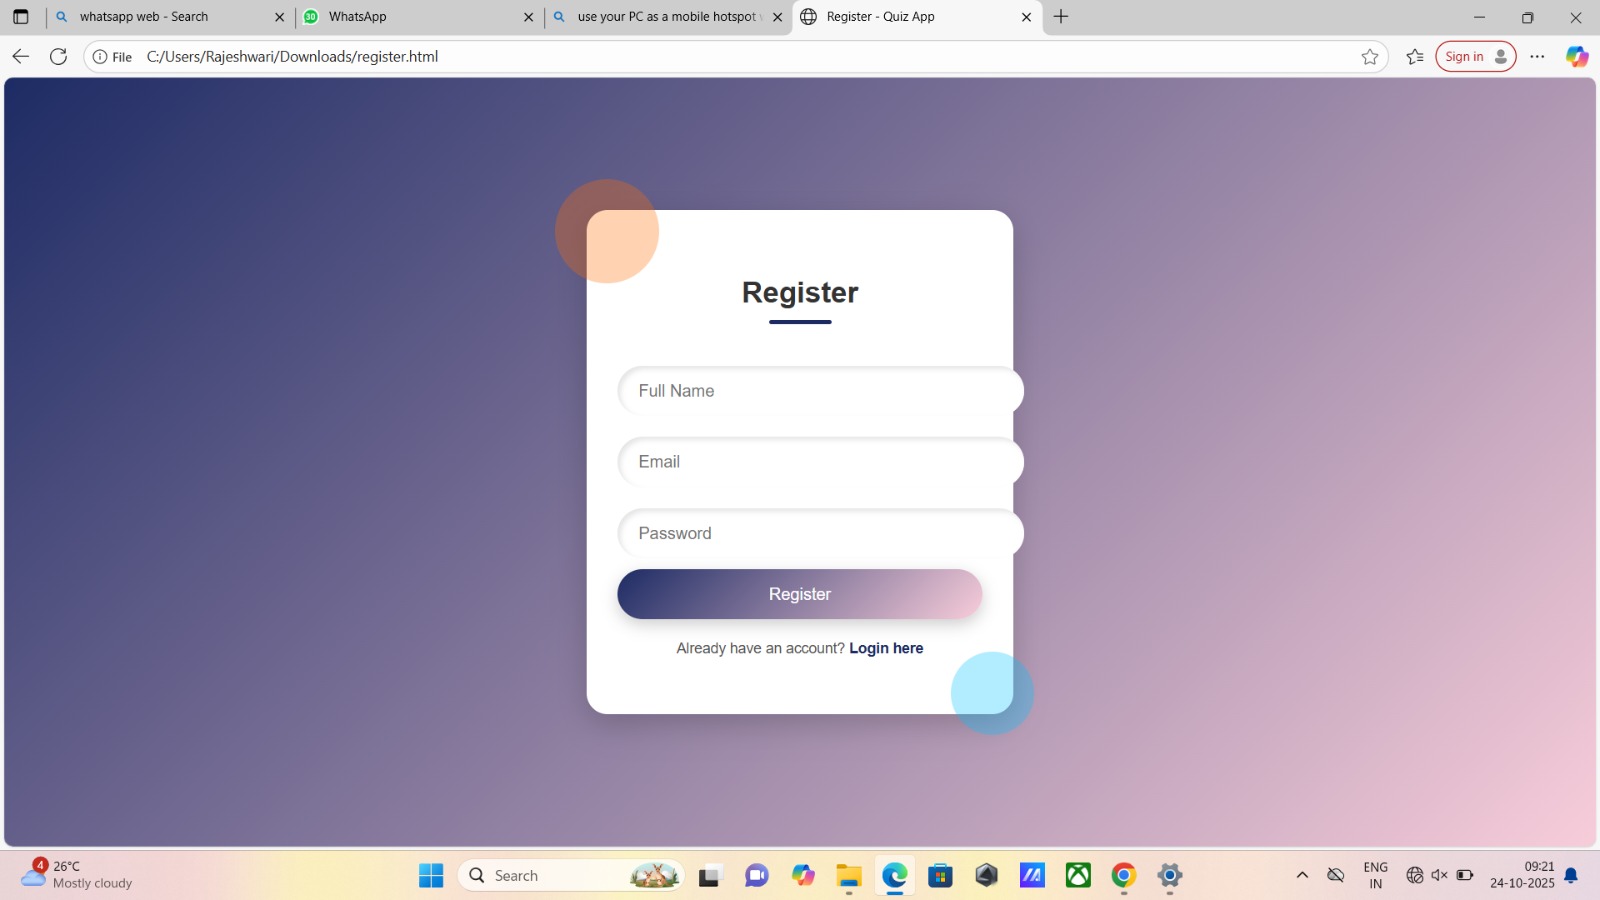 whatsapp web - Search
30
WhatsApp
use your PC as a mobile hotspot
Register - Quiz App
File
C:/Users/Rajeshwari/Downloads/register.html
Sign in
Register
Full Name
Email
Password
Register
Already have an account? Login here
4
26°C
Mostly cloudy
Search
ENG
IN
09:21
24-10-2025